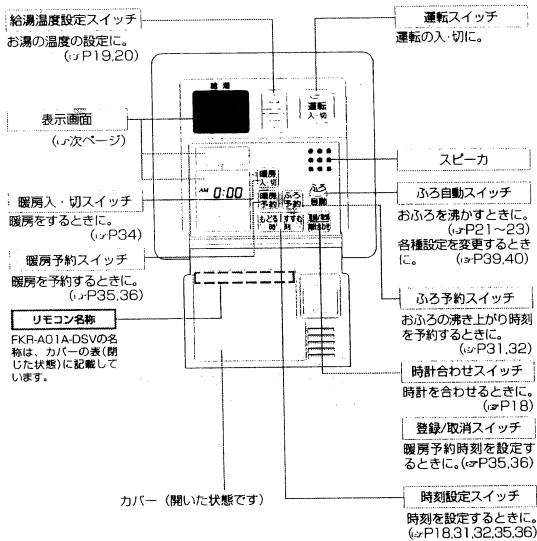 給湯温度設定スイッチ
お湯の温度の設定に。
(☞P19,20)
表示画面
(☞次ページ)
暖房入・切スイッチ
暖房をするときに。
(☞P34)
暖房予約スイッチ
暖房を予約するときに。
(☞P35,36)
リモコン名称
FKR-A01A-DSVの名
称は、カバーの表(閉
じた状態)に記載して
います。
給湯
運転
入・切
AM 0:00
暖房
入・切
暖房
予約
ふろ
予約
ふろ
自動
もどる
すすむ
時
刻
カバー（開いた状態です）
運転スイッチ
運転の入・切に。
スピーカ
ふろ自動スイッチ
おふろを沸かすときに。
(☞P21～23)
各種設定を変更するとき
に。 (☞P39,40)
ふろ予約スイッチ
おふろの沸き上がり時刻
を予約するときに。
(☞P31,32)
時計合わせスイッチ
時計を合わせるときに。
(☞P18)
登録/取消スイッチ
暖房予約時刻を設定す
るときに。(☞P35,36)
時刻設定スイッチ
時刻を設定するときに。
(☞P18,31,32,35,36)